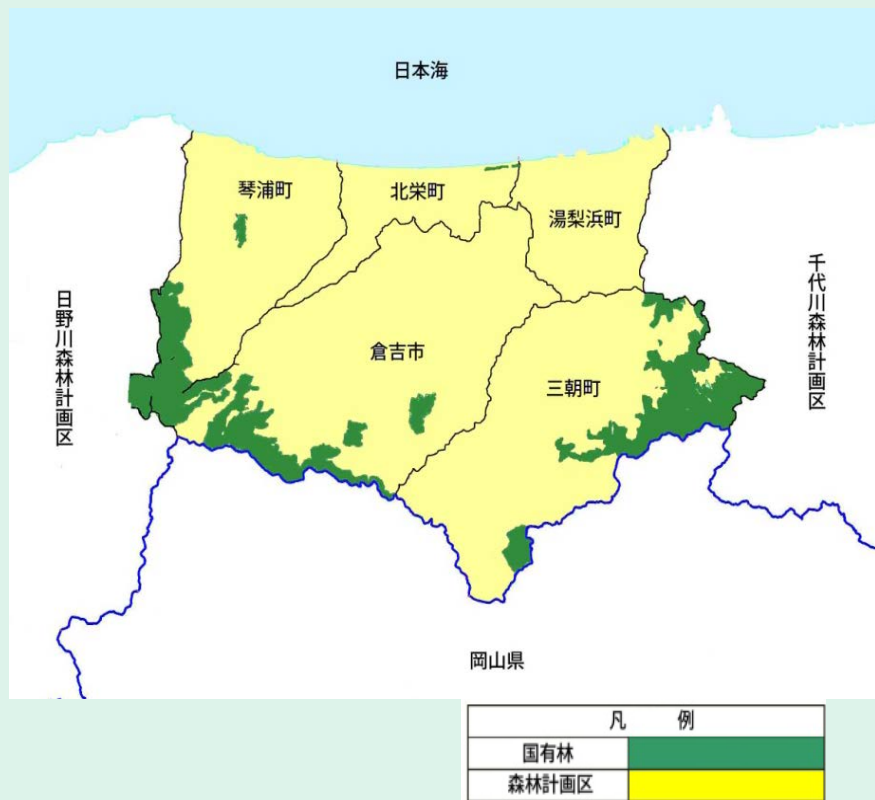 日本海
琴浦町
北栄町
湯梨浜町
千代川森林計画区
日野川森林計画区
倉吉市
三朝町
岡山県
凡 例
国有林
森林計画区